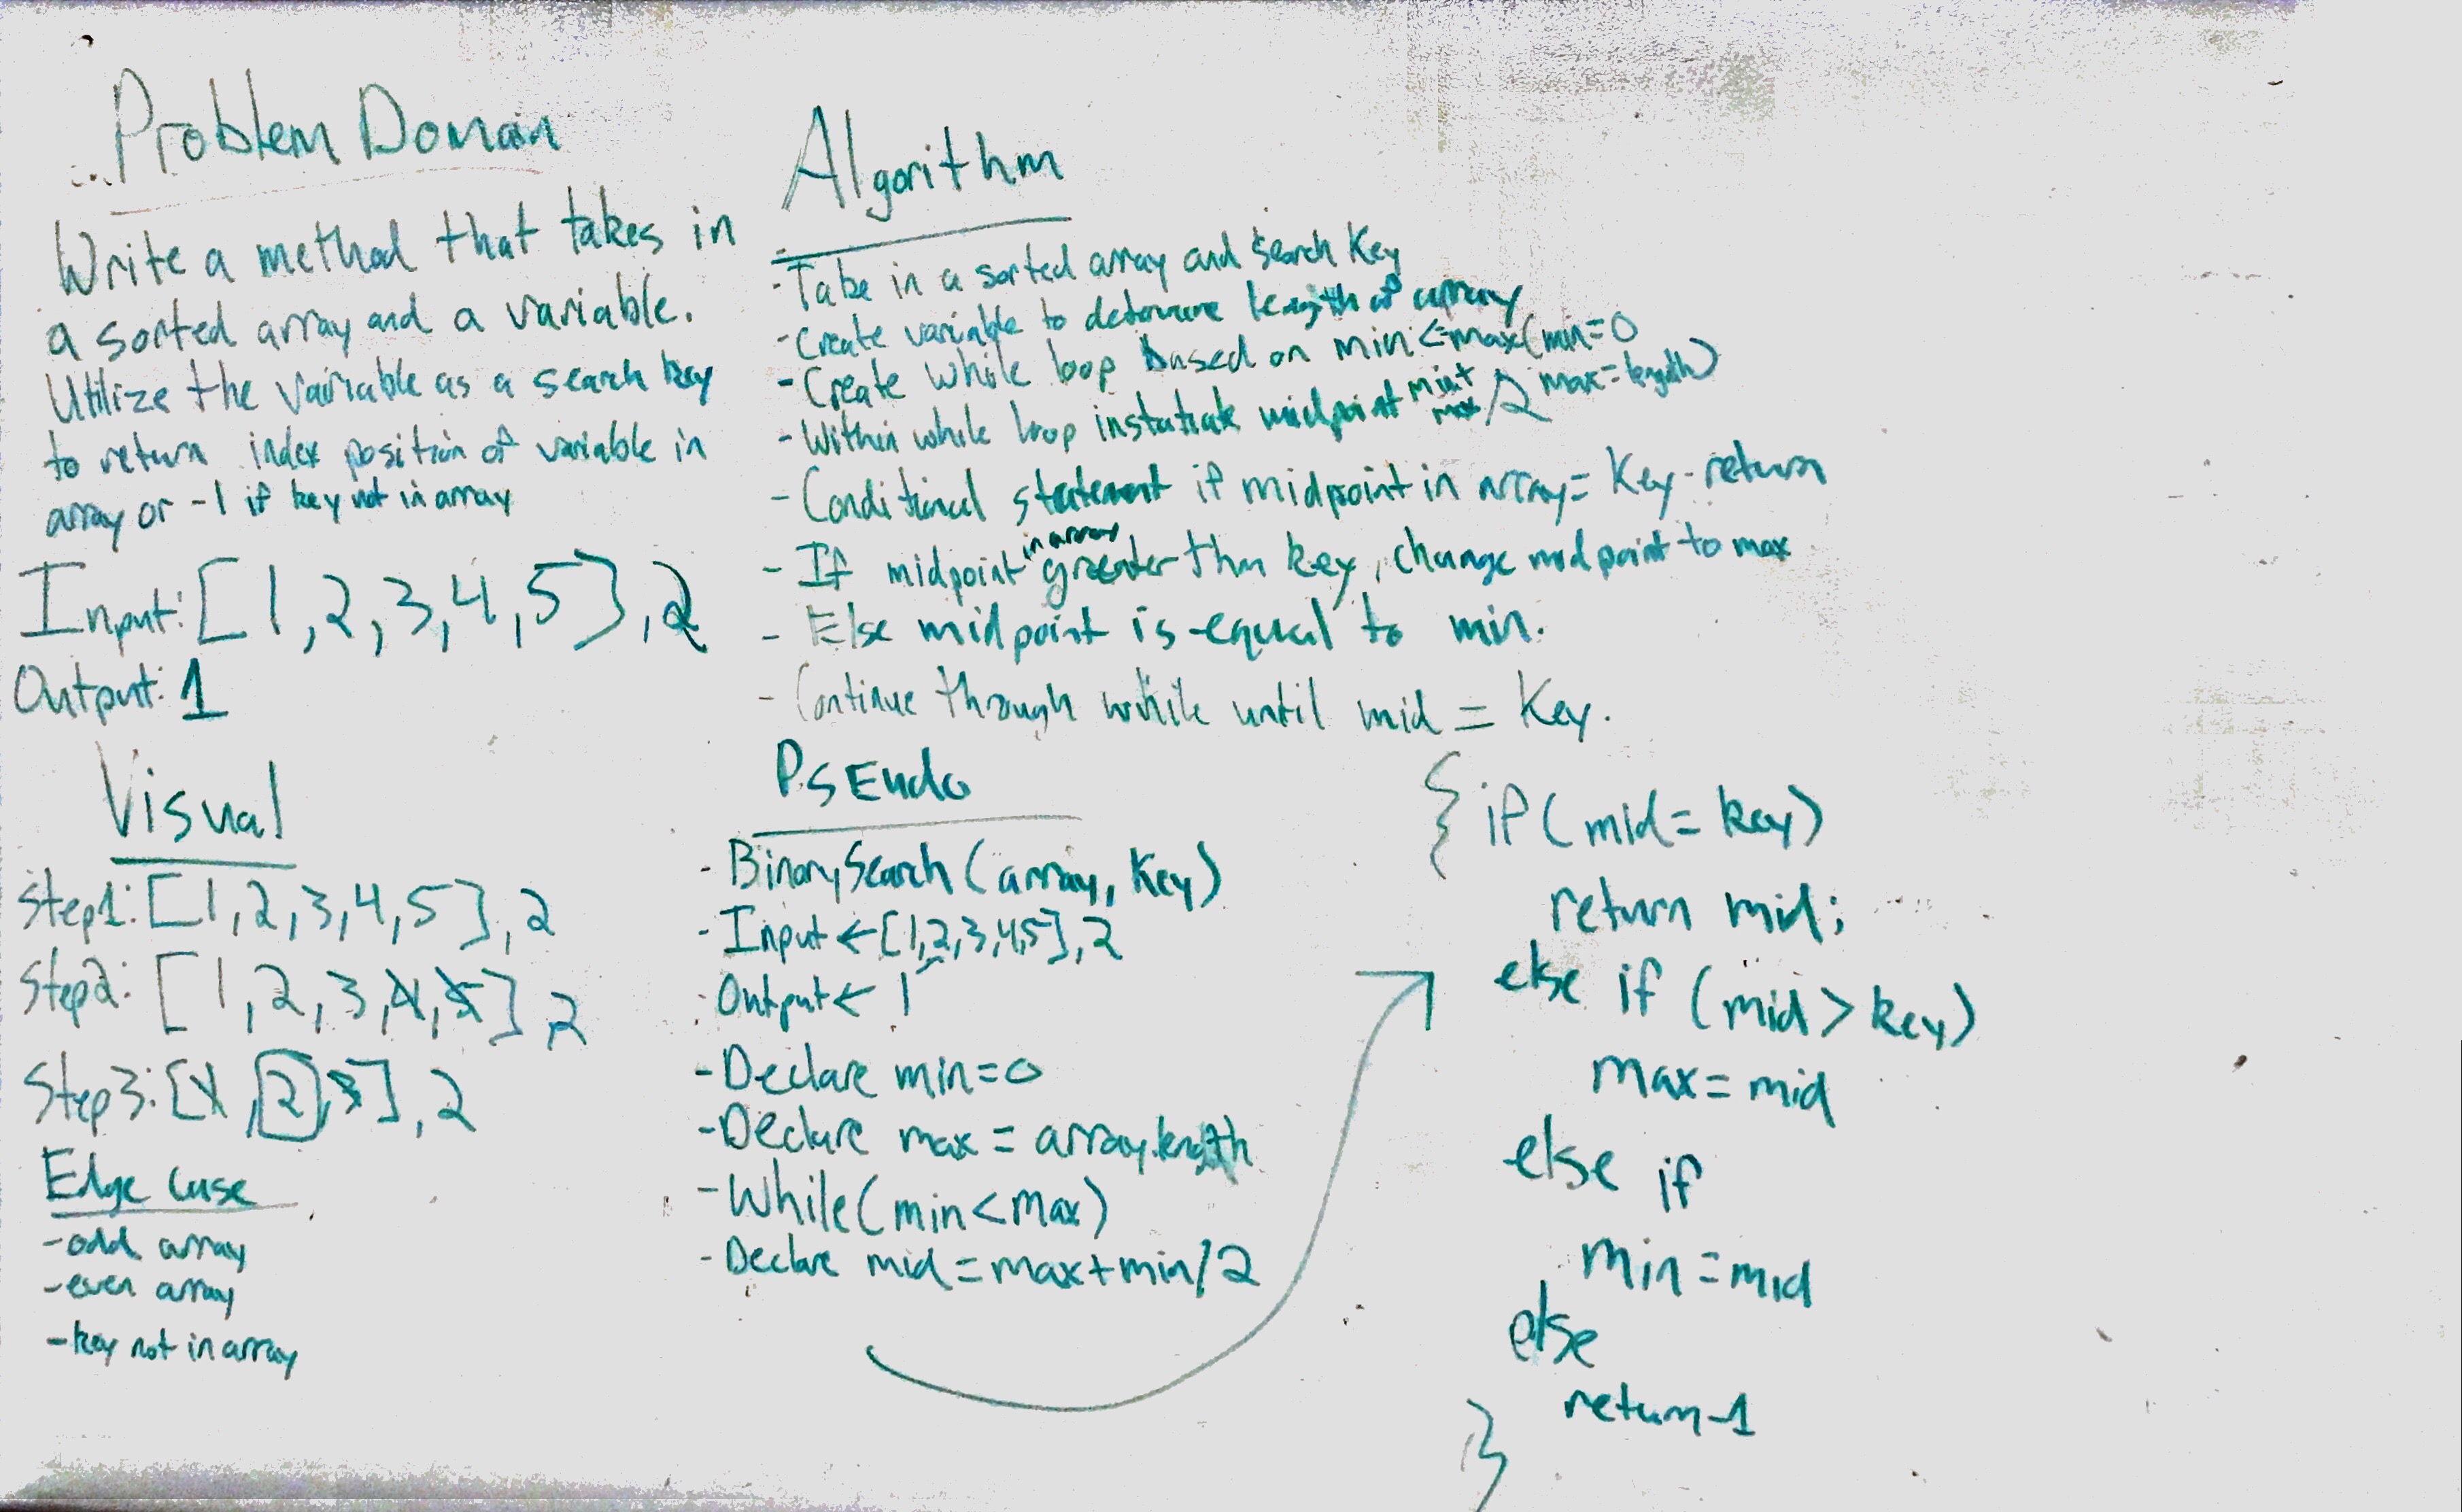 Problem Domain
Write a method that takes in
a sorted array and a variable.
Utilize the variable as a search key
to return index position of variable in
array or -1 if key not in array
Input: [1,2,3,4,5],2
Output: 1
Visual
Step1: [1,2,3,4,5],2
Step2: [1,2,3,4,5],2
Step3: [1,2,3],2
Edge Case
-odd array
-even array
-key not in array
Algorithm
-Take in a sorted array and Search Key
-Create variable to determine length of array
-Create while loop based on min<=max(min=0
max=length)
-Within while loop instatiate midpoint min+max/2
-Conditional statement if midpoint in array=Key-return
-If midpoint in array greater than key, change midpoint to max
-Else midpoint is equal to min.
-Continue through while until mid = Key.
PsEudo
-BinarySearch(array, Key)
-Input←[1,2,3,4,5],2
-Output← 1
-Declare min=0
-Declare max = array.length
-While(min<max)
-Declare mid=max+min/2
{if(mid=key)
return mid;
else if (mid>key)
max=mid
else if
min=mid
else
return-1
}